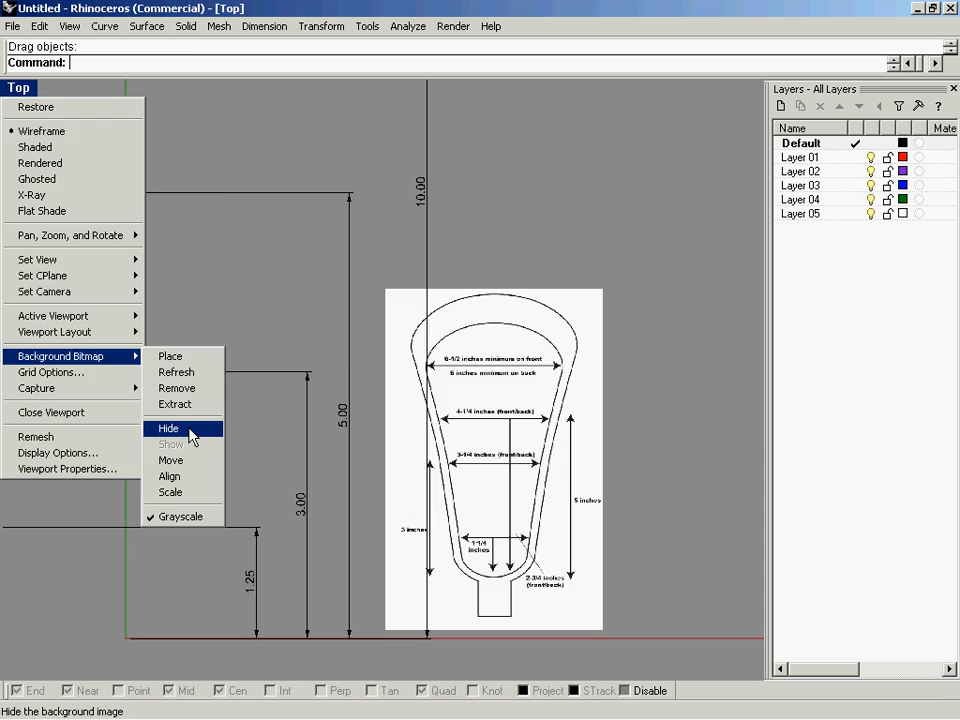 Untitled - Rhinoceros (Commercial) - [Top]
File Edit View Curve Surface Solid Mesh Dimension Transform Tools Analyze Render Help
Drag objects:
Command:
Top
Restore
Wireframe
Shaded
Rendered
Ghosted
X-Ray
Flat Shade
Pan, Zoom, and Rotate
Set View
Set CPlane
Set Camera
Active Viewport
Viewport Layout
Background Bitmap
Grid Options...
Capture
Close Viewport
Remesh
Display Options...
Viewport Properties...
Place
Refresh
Remove
Extract
Hide
Show
Move
Align
Scale
Grayscale
10.00
5.00
3.00
1.25
6-1/2 inches minimum on front
6 inches minimum on back
4-1/4 inches (front/back)
3-1/4 inches (front/back)
5 inches
3 inches
1-1/4
inches
2-3/4 inches
(front/back)
Layers - All Layers
Name Mate
Default
Layer 01
Layer 02
Layer 03
Layer 04
Layer 05
End Near Point Mid Cen Int Perp Tan Quad Knot Project STrack Disable
Hide the background image